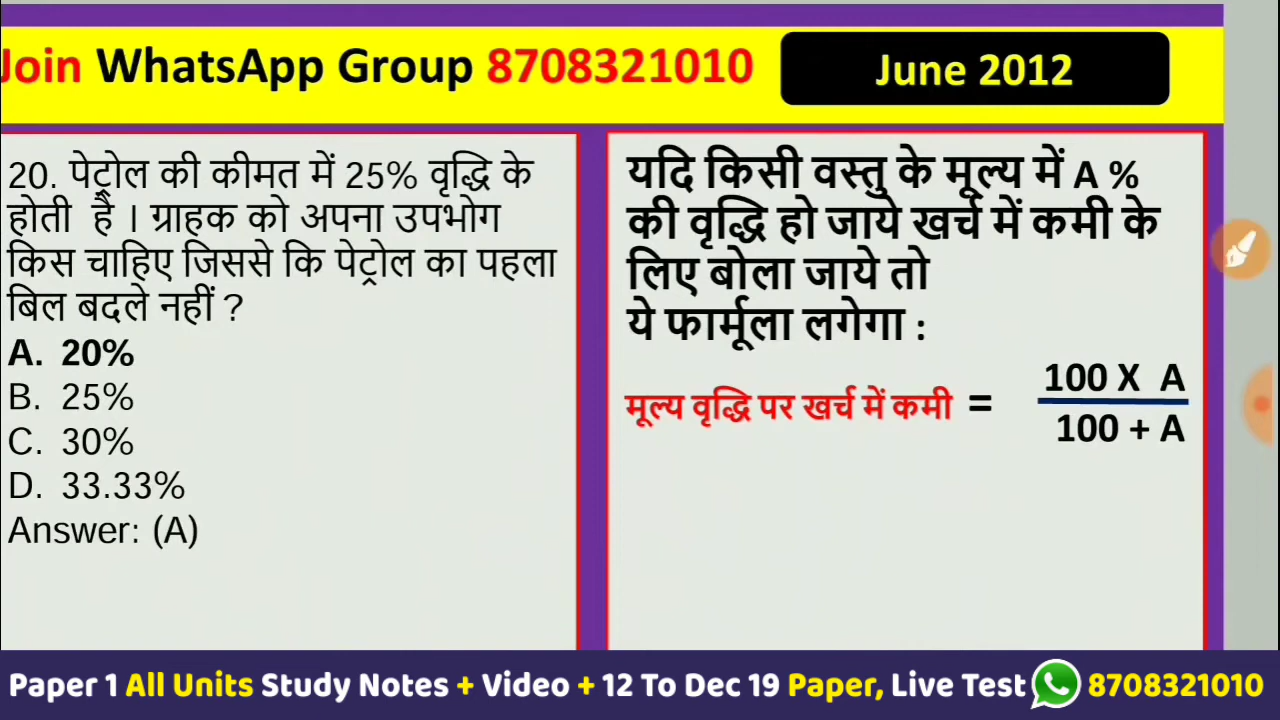 Join WhatsApp Group 8708321010
June 2012
20. पेट्रोल की कीमत में 25% वृद्धि के
होती है । ग्राहक को अपना उपभोग
किस चाहिए जिससे कि पेट्रोल का पहला
बिल बदले नहीं ?
A. 20%
B. 25%
C. 30%
D. 33.33%
Answer: (A)
यदि किसी वस्तु के मूल्य में A %
की वृद्धि हो जाये खर्च में कमी के
लिए बोला जाये तो
ये फार्मूला लगेगा :
मूल्य वृद्धि पर खर्च में कमी =
100 X A
100 + A
Paper 1 All Units Study Notes + Video + 12 To Dec 19 Paper, Live Test 8708321010